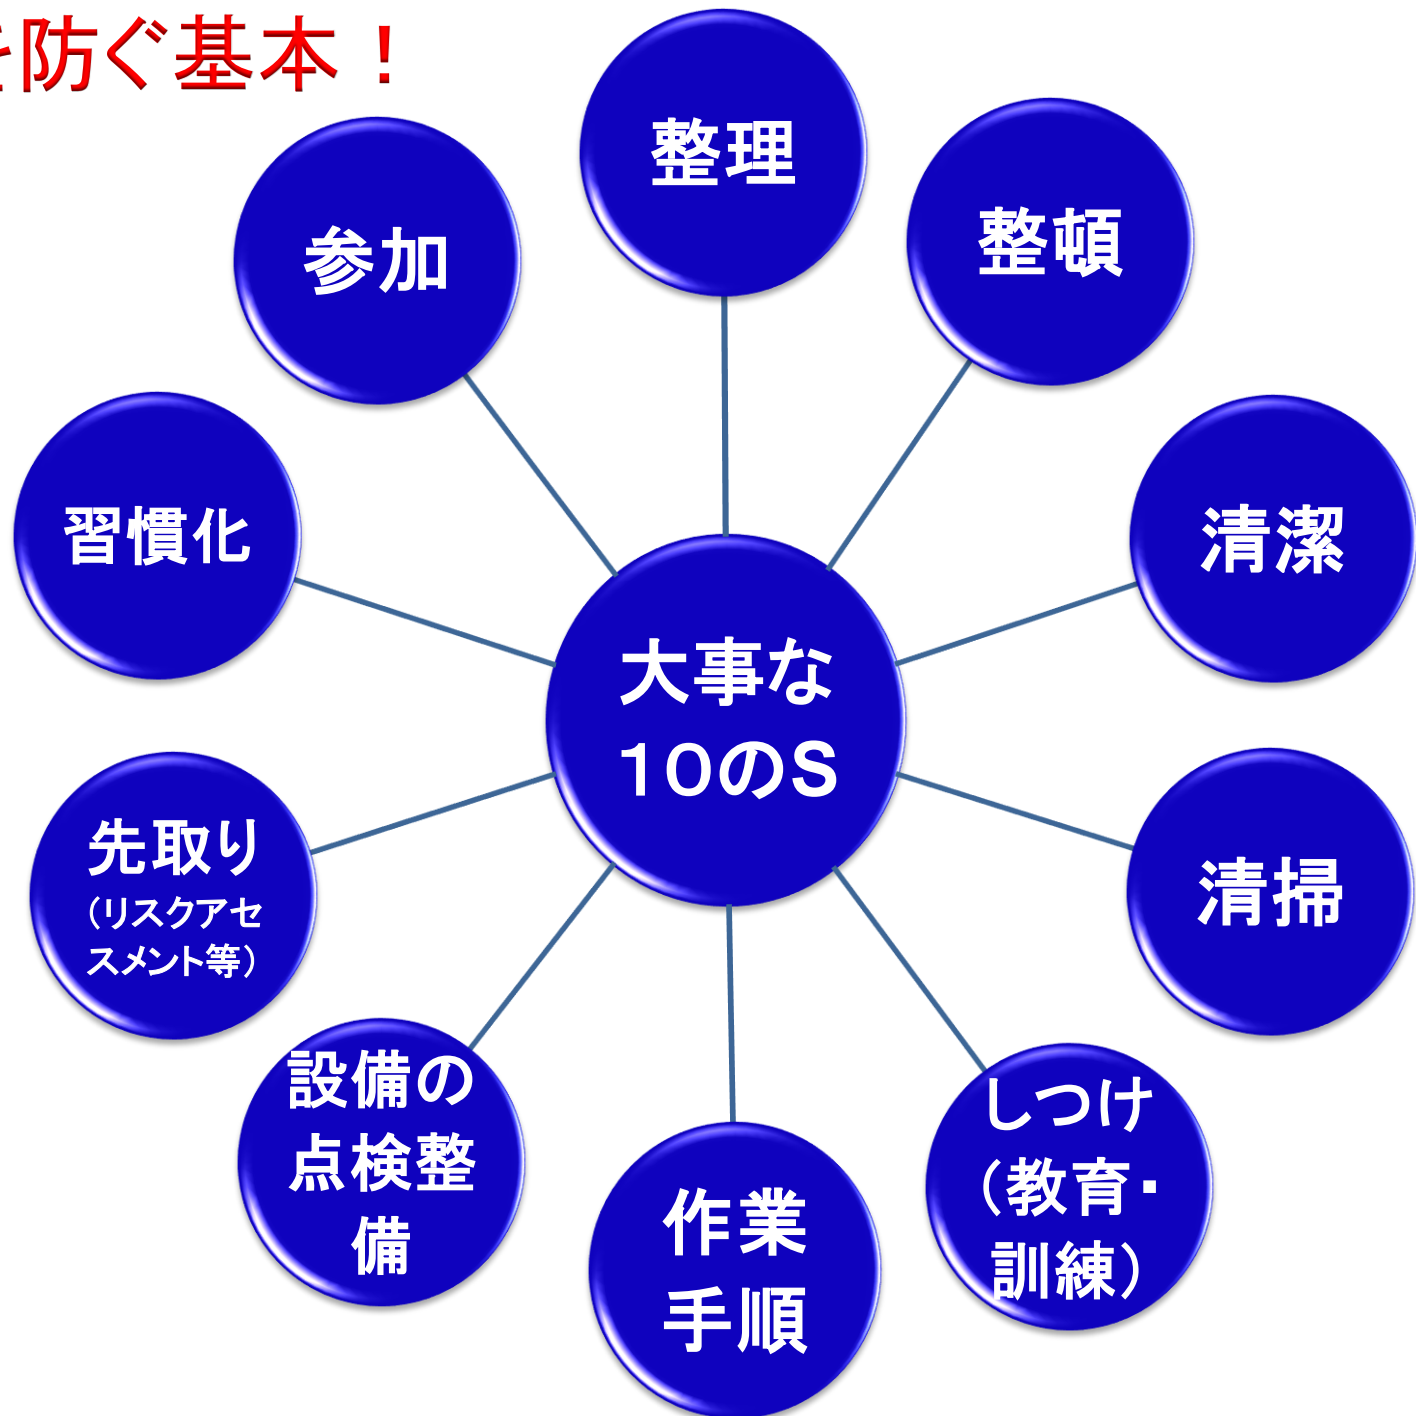 を防ぐ基本！
整理
整頓
清潔
清掃
しつけ
（教育・
訓練）
作業
手順
設備の
点検整
備
先取り
（リスクアセ
スメント等）
習慣化
参加
大事な
１０のＳ